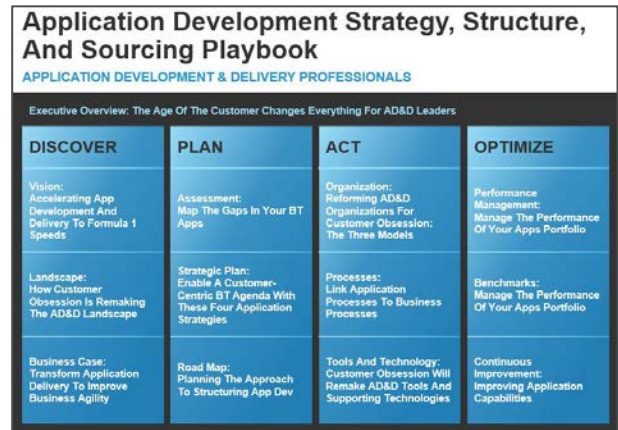 Application Development Strategy, Structure,
And Sourcing Playbook
APPLICATION DEVELOPMENT & DELIVERY PROFESSIONALS
Executive Overview: The Age Of The Customer Changes Everything For AD&D Leaders
DISCOVER
Vision:
Accelerating App
Development And
Delivery To Formula 1
Speeds
Landscape:
How Customer
Obsession Is Remaking
The AD&D Landscape
Business Case:
Transform Application
Delivery To Improve
Business Agility
PLAN
Assessment:
Map The Gaps In Your BT
Apps
Strategic Plan:
Enable A Customer-
Centric BT Agenda With
These Four Application
Strategies
Road Map:
Planning The Approach
To Structuring App Dev
ACT
Organization:
Reforming AD&D
Organizations For
Customer Obsession:
The Three Models
Processes:
Link Application
Processes To Business
Processes
Tools And Technology:
Customer Obsession Will
Remake AD&D Tools And
Supporting Technologies
OPTIMIZE
Performance
Management:
Manage The Performance
Of Your Apps Portfolio
Benchmarks:
Manage The Performance
Of Your Apps Portfolio
Continuous
Improvement:
Improving Application
Capabilities